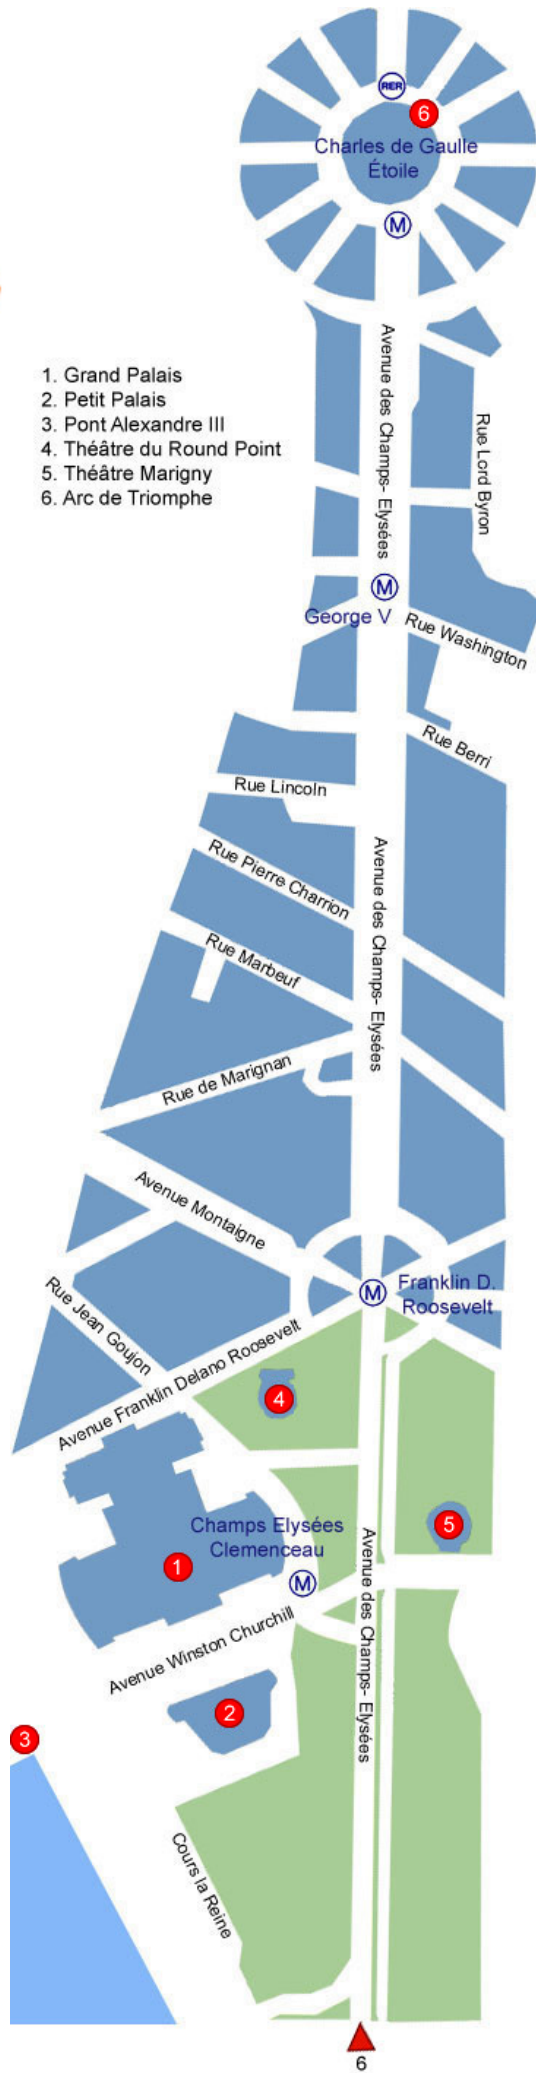 RER
6
Charles de Gaulle
Étoile
M
Avenue des Champs- Elysées
1. Grand Palais
2. Petit Palais
3. Pont Alexandre III
4. Théâtre du Round Point
5. Théâtre Marigny
6. Arc de Triomphe
Rue Lord Byron
M
George V
Rue Washington
Rue Berri
Rue Lincoln
Avenue des Champs- Elysées
Rue Pierre Charrion
Rue Marbeuf
Rue de Marignan
Avenue Montaigne
M
Franklin D.
Roosevelt
Rue Jean Goujon
Avenue Franklin Delano Roosevelt
4
5
Champs Elysées
Clemenceau
1
M
Avenue des Champs- Elysées
Avenue Winston Churchill
2
3
Cours la Reine
6